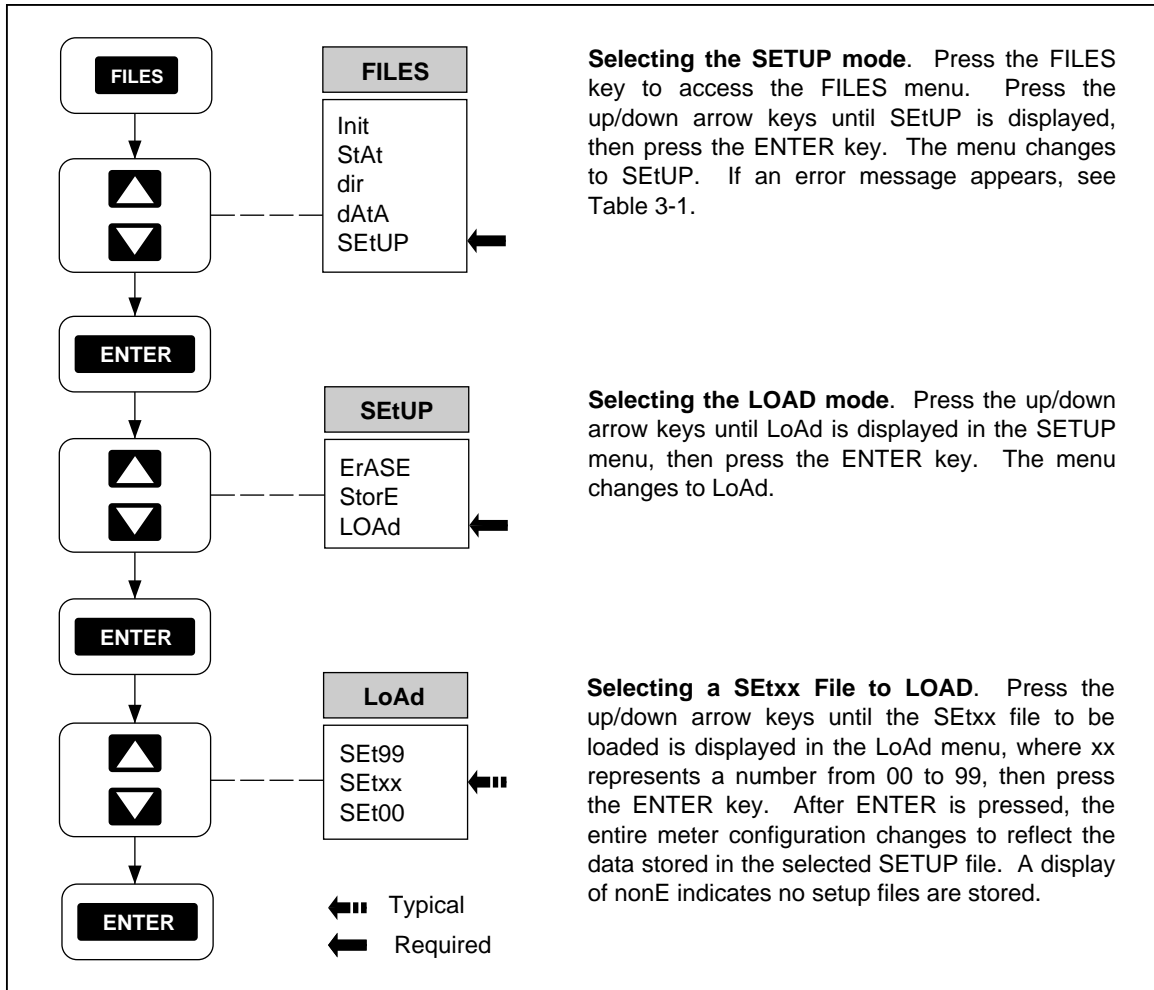 FILES
FILES
Init
StAt
dir
dAtA
SEtUP
Selecting the SETUP mode. Press the FILES
key to access the FILES menu. Press the
up/down arrow keys until SEtUP is displayed,
then press the ENTER key. The menu changes
to SEtUP. If an error message appears, see
Table 3-1.
ENTER
SEtUP
ErASE
StorE
LOAd
Selecting the LOAD mode. Press the up/down
arrow keys until LoAd is displayed in the SETUP
menu, then press the ENTER key. The menu
changes to LoAd.
ENTER
LoAd
SEt99
SEtxx
SEt00
Selecting a SEtxx File to LOAD. Press the
up/down arrow keys until the SEtxx file to be
loaded is displayed in the LoAd menu, where xx
represents a number from 00 to 99, then press
the ENTER key. After ENTER is pressed, the
entire meter configuration changes to reflect the
data stored in the selected SETUP file. A display
of nonE indicates no setup files are stored.
ENTER
Typical
Required